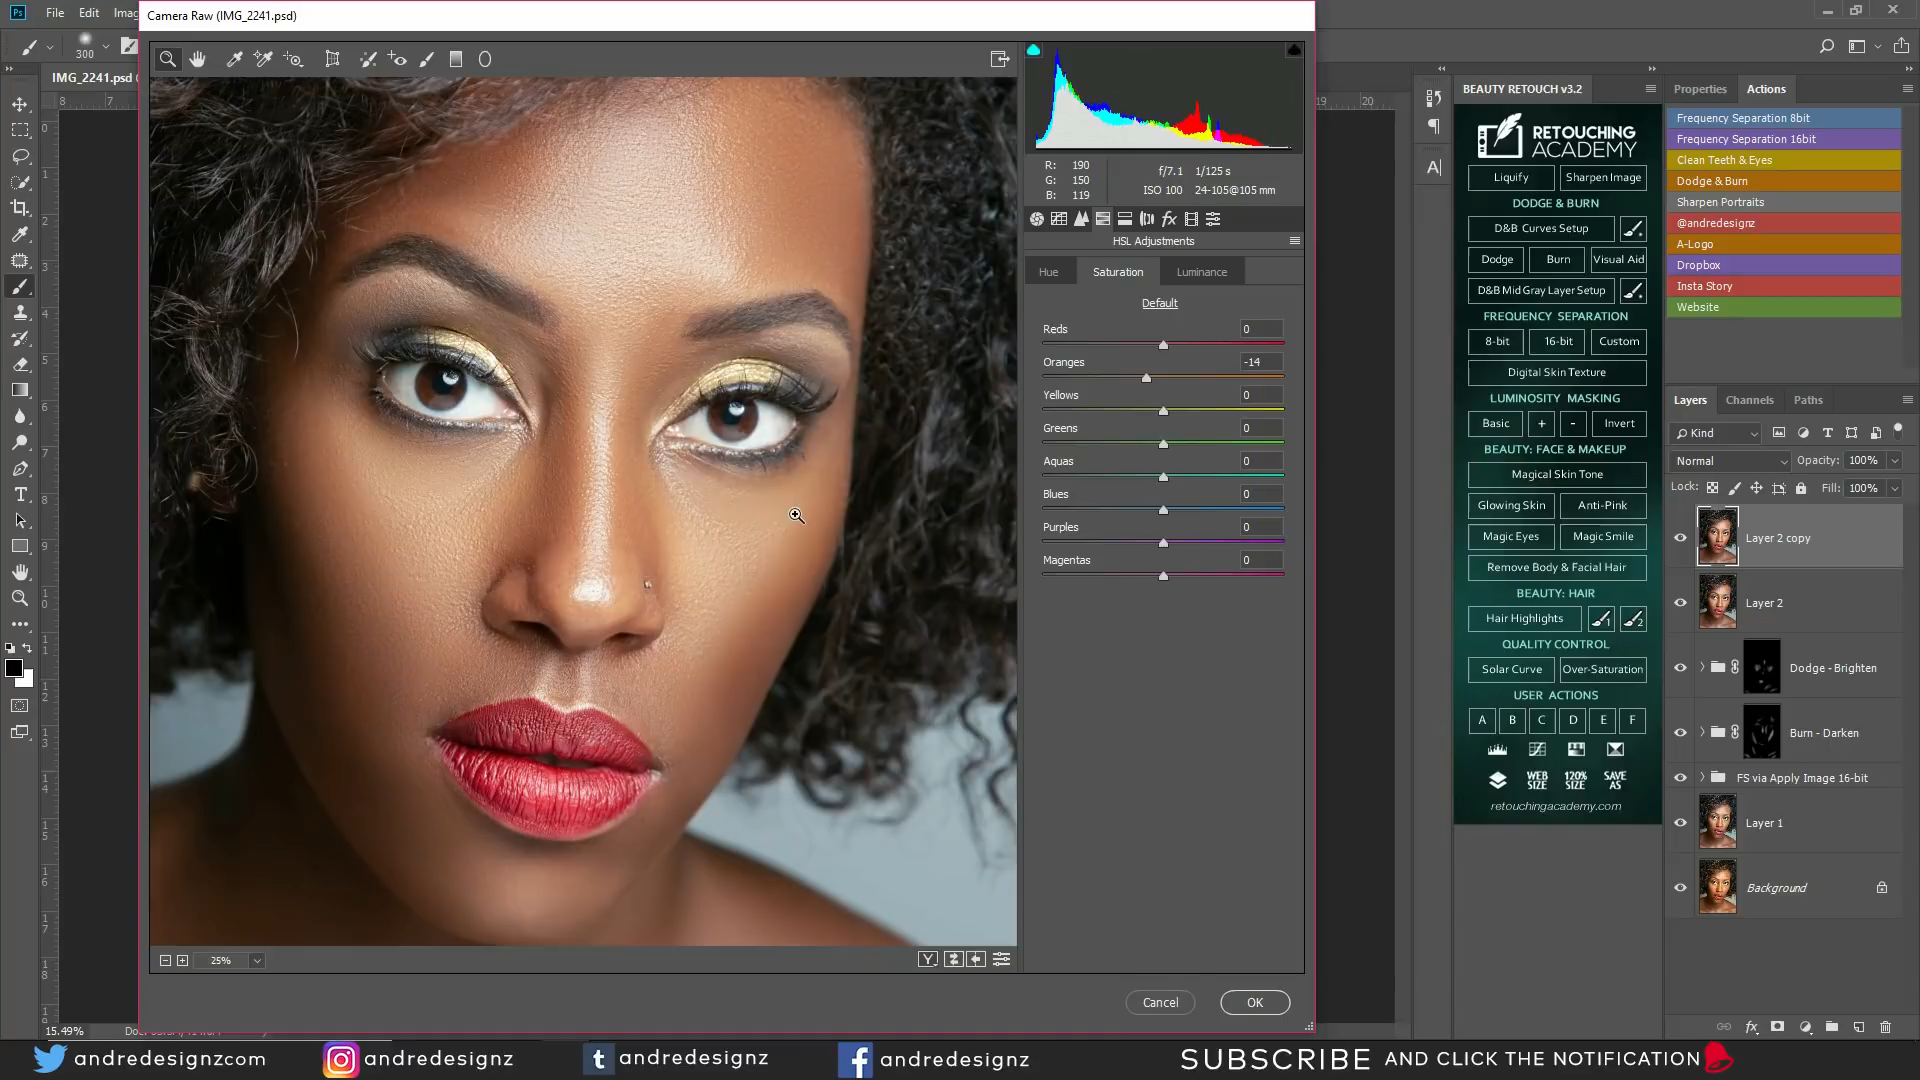 Camera Raw (IMG_2241.psd)
Ps
File
Edit
300
IMG_2241.psd
BEAUTY RETOUCH v3.2
Properties
Actions
RETOUCHING
ACADEMY
Liquify
Sharpen Image
DODGE & BURN
D&B Curves Setup
Dodge
Burn
Visual Aid
D&B Mid Gray Layer Setup
FREQUENCY SEPARATION
8-bit
16-bit
Custom
Digital Skin Texture
LUMINOSITY MASKING
Basic
+
-
Invert
BEAUTY: FACE & MAKEUP
Magical Skin Tone
Glowing Skin
Anti-Pink
Magic Eyes
Magic Smile
Remove Body & Facial Hair
BEAUTY: HAIR
Hair Highlights
1
2
QUALITY CONTROL
Solar Curve
Over-Saturation
USER ACTIONS
A
B
C
D
E
F
WEB SIZE
120% SIZE
SAVE AS
retouchingacademy.com
Frequency Separation 8bit
Frequency Separation 16bit
Clean Teeth & Eyes
Dodge & Burn
Sharpen Portraits
@andredesignz
A-Logo
Dropbox
Insta Story
Website
R: 190
G: 150
B: 119
f/7.1 1/125 s
ISO 100 24-105@105 mm
HSL Adjustments
Hue
Saturation
Luminance
Default
Reds 0
Oranges -14
Yellows 0
Greens 0
Aquas 0
Blues 0
Purples 0
Magentas 0
25%
Cancel
OK
Layers
Channels
Paths
Kind
Normal
Opacity: 100%
Lock:
Fill: 100%
Layer 2 copy
Layer 2
Dodge - Brighten
Burn - Darken
FS via Apply Image 16-bit
Layer 1
Background
15.49%
andredesignzcom
andredesignz
andredesignz
andredesignz
SUBSCRIBE AND CLICK THE NOTIFICATION